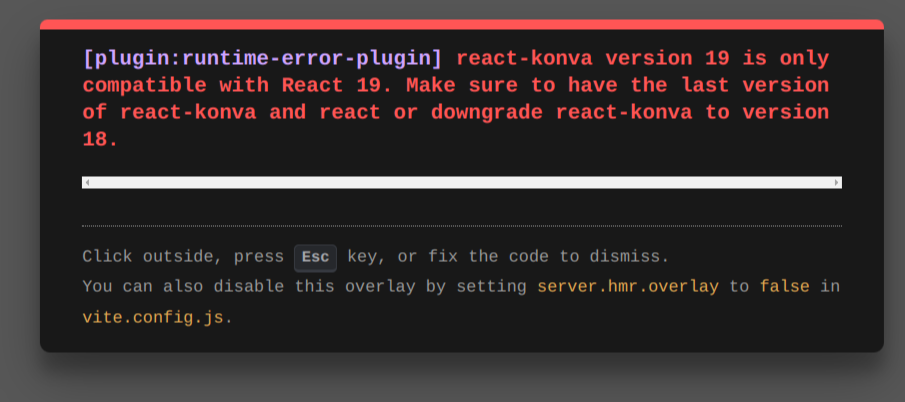 [plugin:runtime-error-plugin] react-konva version 19 is only
compatible with React 19. Make sure to have the last version
of react-konva and react or downgrade react-konva to version
18.
Click outside, press Esc key, or fix the code to dismiss.
You can also disable this overlay by setting server.hmr.overlay to false in
vite.config.js.